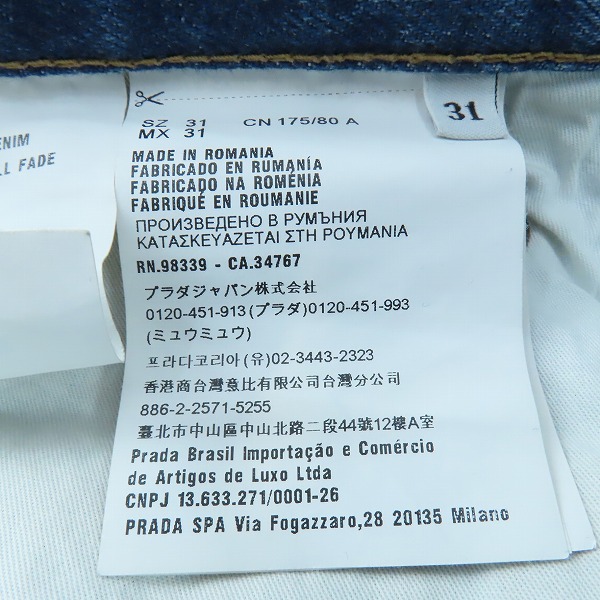 ENIM
LL FADE
31
SZ 31 CN 175/80 A
MX 31
MADE IN ROMANIA
FABRICADO EN RUMANÍA
FABRICADO NA ROMÉNIA
FABRIQUÉ EN ROUMANIE
ПРОИЗВЕДЕНО В РУМЪНИЯ
ΚΑΤΑΣΚΕΥΑΖΕΤΑΙ ΣΤΗ ΡΟΥΜΑΝΙΑ
RN.98339 - CA.34767
プラダジャパン株式会社
0120-451-913(プラダ)0120-451-993
(ミュウミュウ)
프라다코리아(유)02-3443-2323
香港商台灣意比有限公司台灣分公司
886-2-2571-5255
臺北市中山區中山北路二段44號12樓A室
Prada Brasil Importação e Comércio
de Artigos de Luxo Ltda
CNPJ 13.633.271/0001-26
PRADA SPA Via Fogazzaro,28 20135 Milano